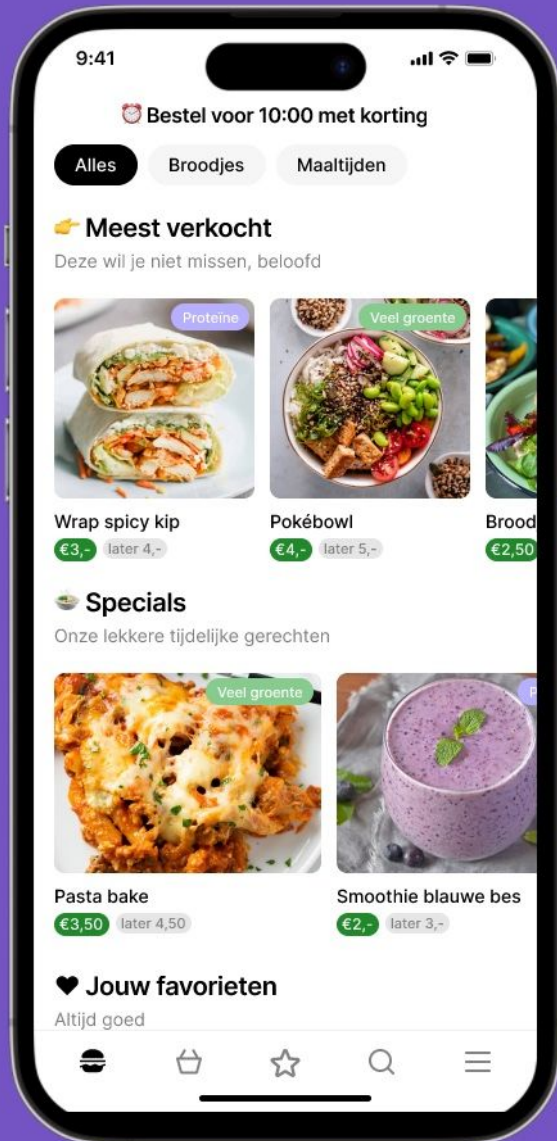 9:41
Bestel voor 10:00 met korting
Alles Broodjes Maaltijden
Meest verkocht
Deze wil je niet missen, beloofd
Proteïne Veel groente
Wrap spicy kip Pokébowl Brood
€3,- later 4,- €4,- later 5,- €2,50
Specials
Onze lekkere tijdelijke gerechten
Veel groente P
Pasta bake Smoothie blauwe bes
€3,50 later 4,50 €2,- later 3,-
Jouw favorieten
Altijd goed